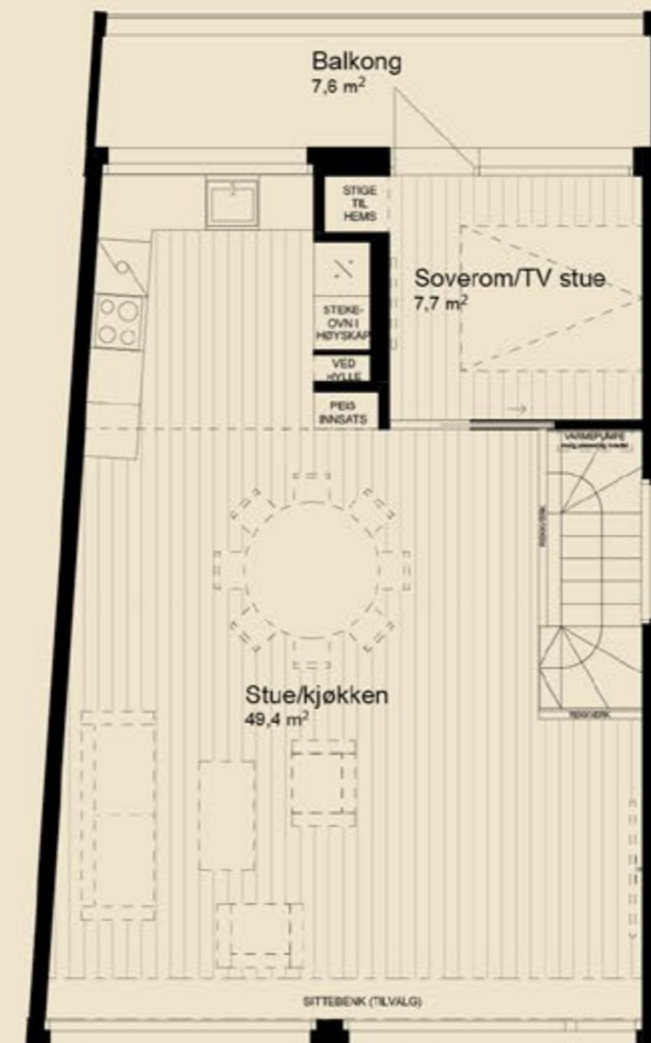 Balkong
7,6 m²
STIGE
TIL
HEMS
Soverom/TV stue
7,7 m²
STEKE-
OVN I
HØYSKAP
VED
HYLLE
PEIS
INNSATS
VARMEPUMPE
REKKVERK
Stue/kjøkken
49,4 m²
REKKVERK
SITTEBENK (TILVALG)